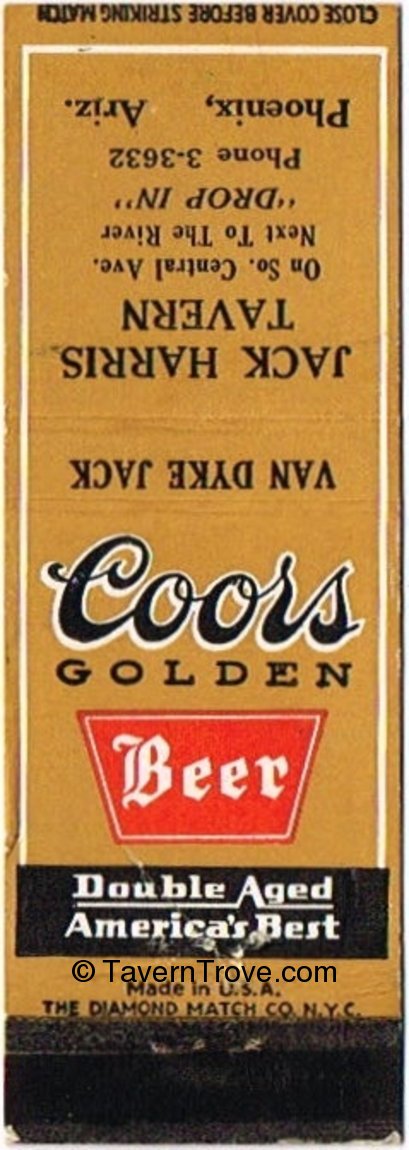 CLOSE COVER BEFORE STRIKING MATCH
VAN DYKE JACK
JACK HARRIS
TAVERN
On So. Central Ave.
Next To The River
"DROP IN"
Phone 3-3632
Phoenix, Ariz.
Coors
GOLDEN
Beer
Double Aged
America's Best
© TavernTrove.com
Made in U.S.A.
THE DIAMOND MATCH CO. N.Y.C.